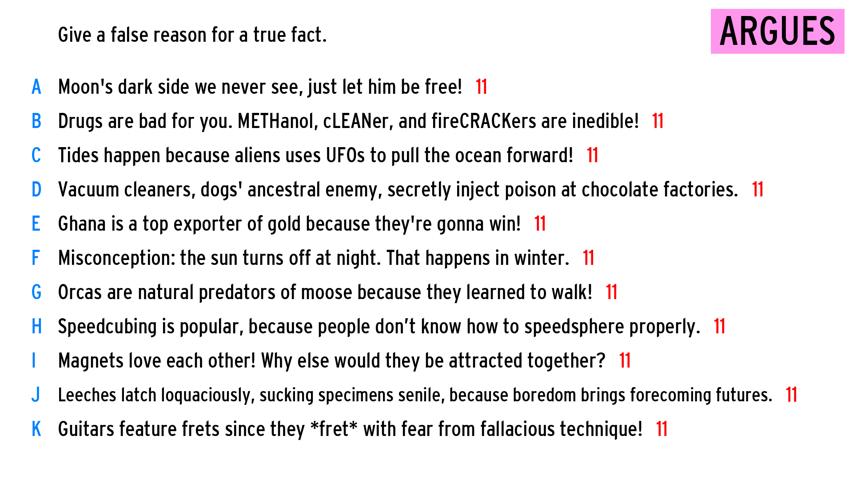 Give a false reason for a true fact.
ARGUES
A Moon's dark side we never see, just let him be free! 11
B Drugs are bad for you. METHanol, cLEANer, and fireCRACKers are inedible! 11
C Tides happen because aliens uses UFOs to pull the ocean forward! 11
D Vacuum cleaners, dogs' ancestral enemy, secretly inject poison at chocolate factories. 11
E Ghana is a top exporter of gold because they're gonna win! 11
F Misconception: the sun turns off at night. That happens in winter. 11
G Orcas are natural predators of moose because they learned to walk! 11
H Speedcubing is popular, because people don’t know how to speedsphere properly. 11
I Magnets love each other! Why else would they be attracted together? 11
J Leeches latch loquaciously, sucking specimens senile, because boredom brings forecoming futures. 11
K Guitars feature frets since they *fret* with fear from fallacious technique! 11